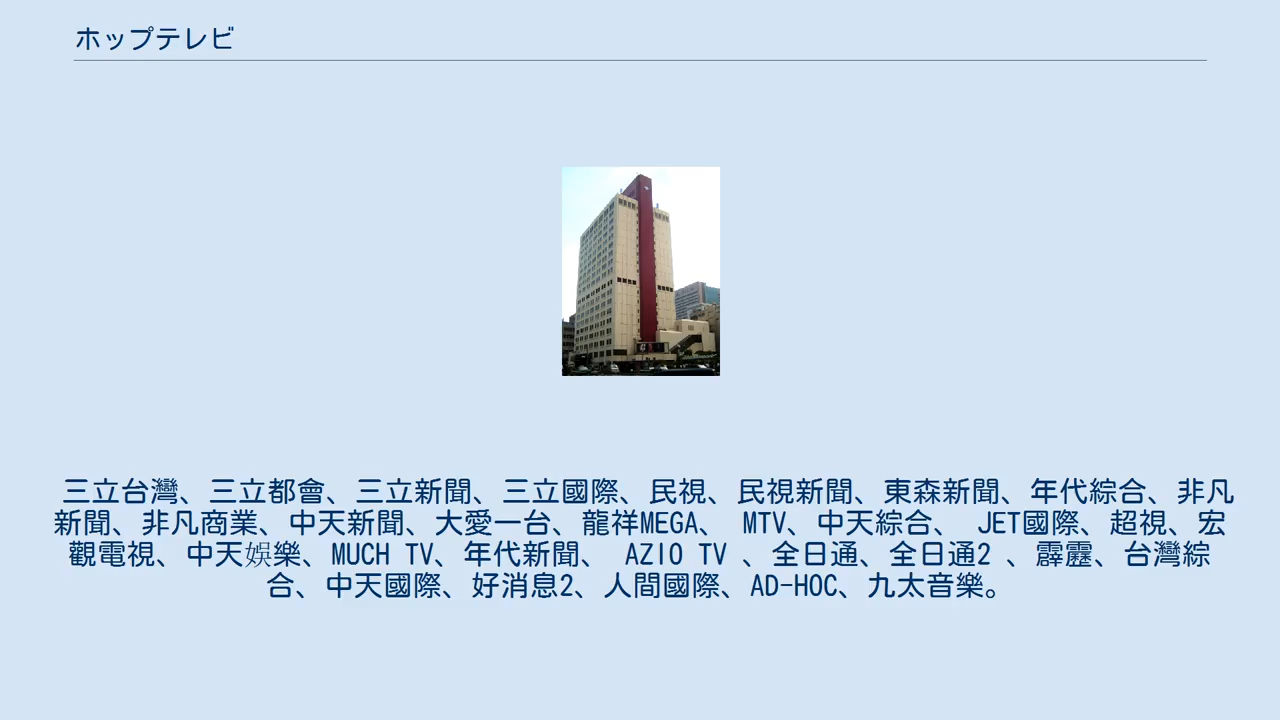 ホップテレビ
三立台灣、三立都會、三立新聞、三立國際、民視、民視新聞、東森新聞、年代綜合、非凡
新聞、非凡商業、中天新聞、大愛一台、龍祥MEGA、 MTV、中天綜合、 JET國際、超視、宏
觀電視、中天娛樂、MUCH TV、年代新聞、 AZIO TV 、全日通、全日通2 、霹靂、台灣綜
合、中天國際、好消息2、人間國際、AD-HOC、九太音樂。